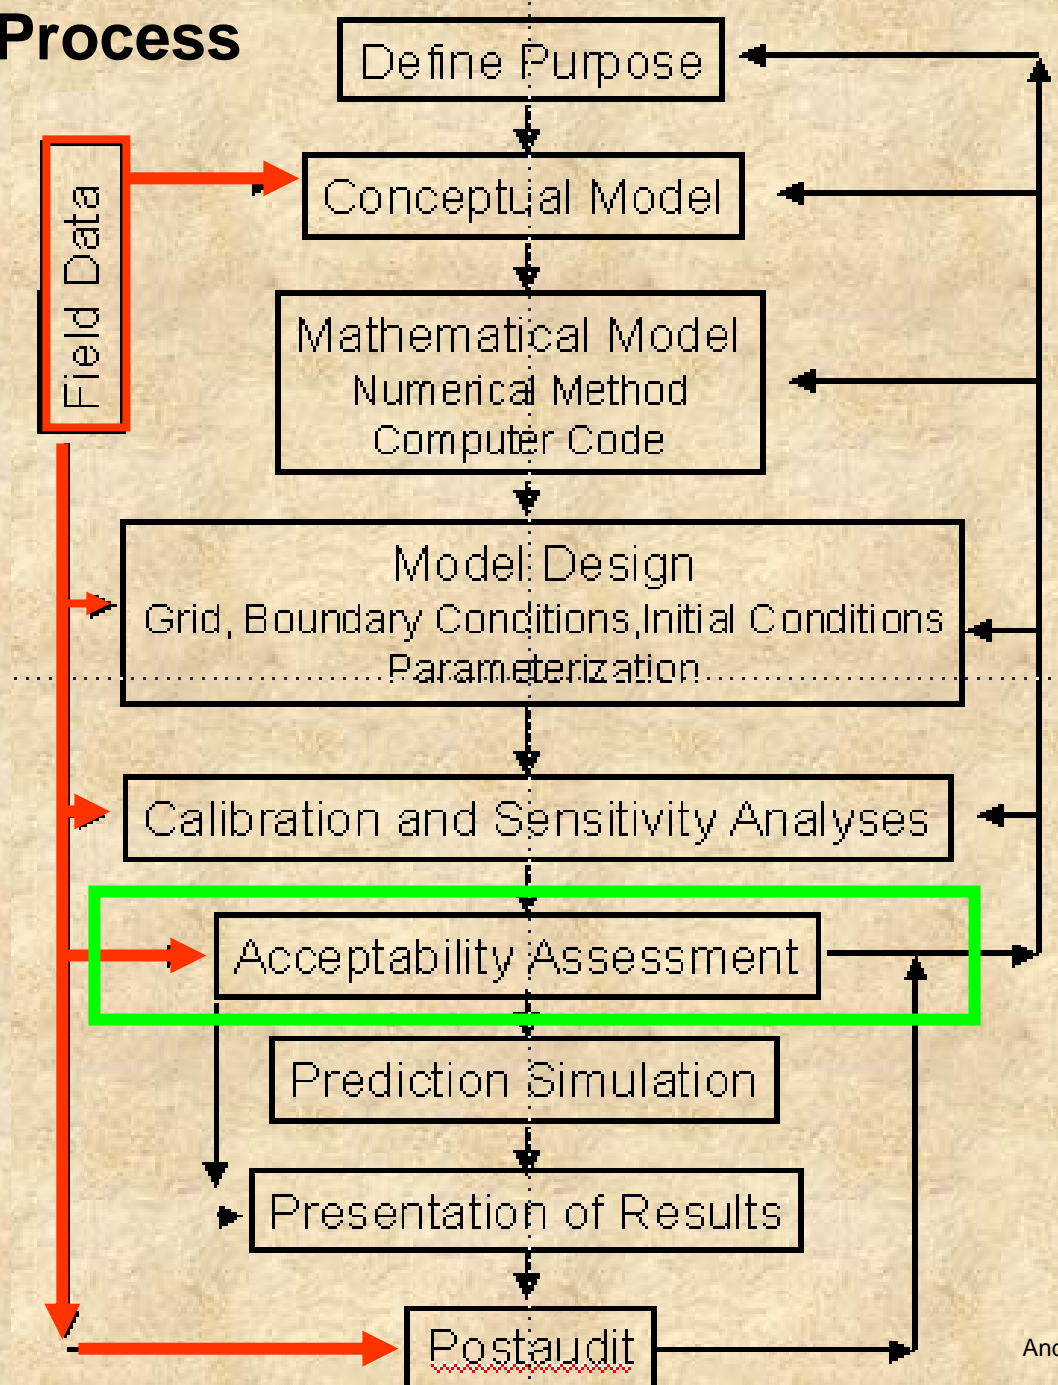 Process
Define Purpose
Field Data
Conceptual Model
Mathematical Model
Numerical Method
Computer Code
Model Design
Grid, Boundary Conditions,Initial Conditions
Parameterization
Calibration and Sensitivity Analyses
Acceptability Assessment
Prediction Simulation
Presentation of Results
Postaudit